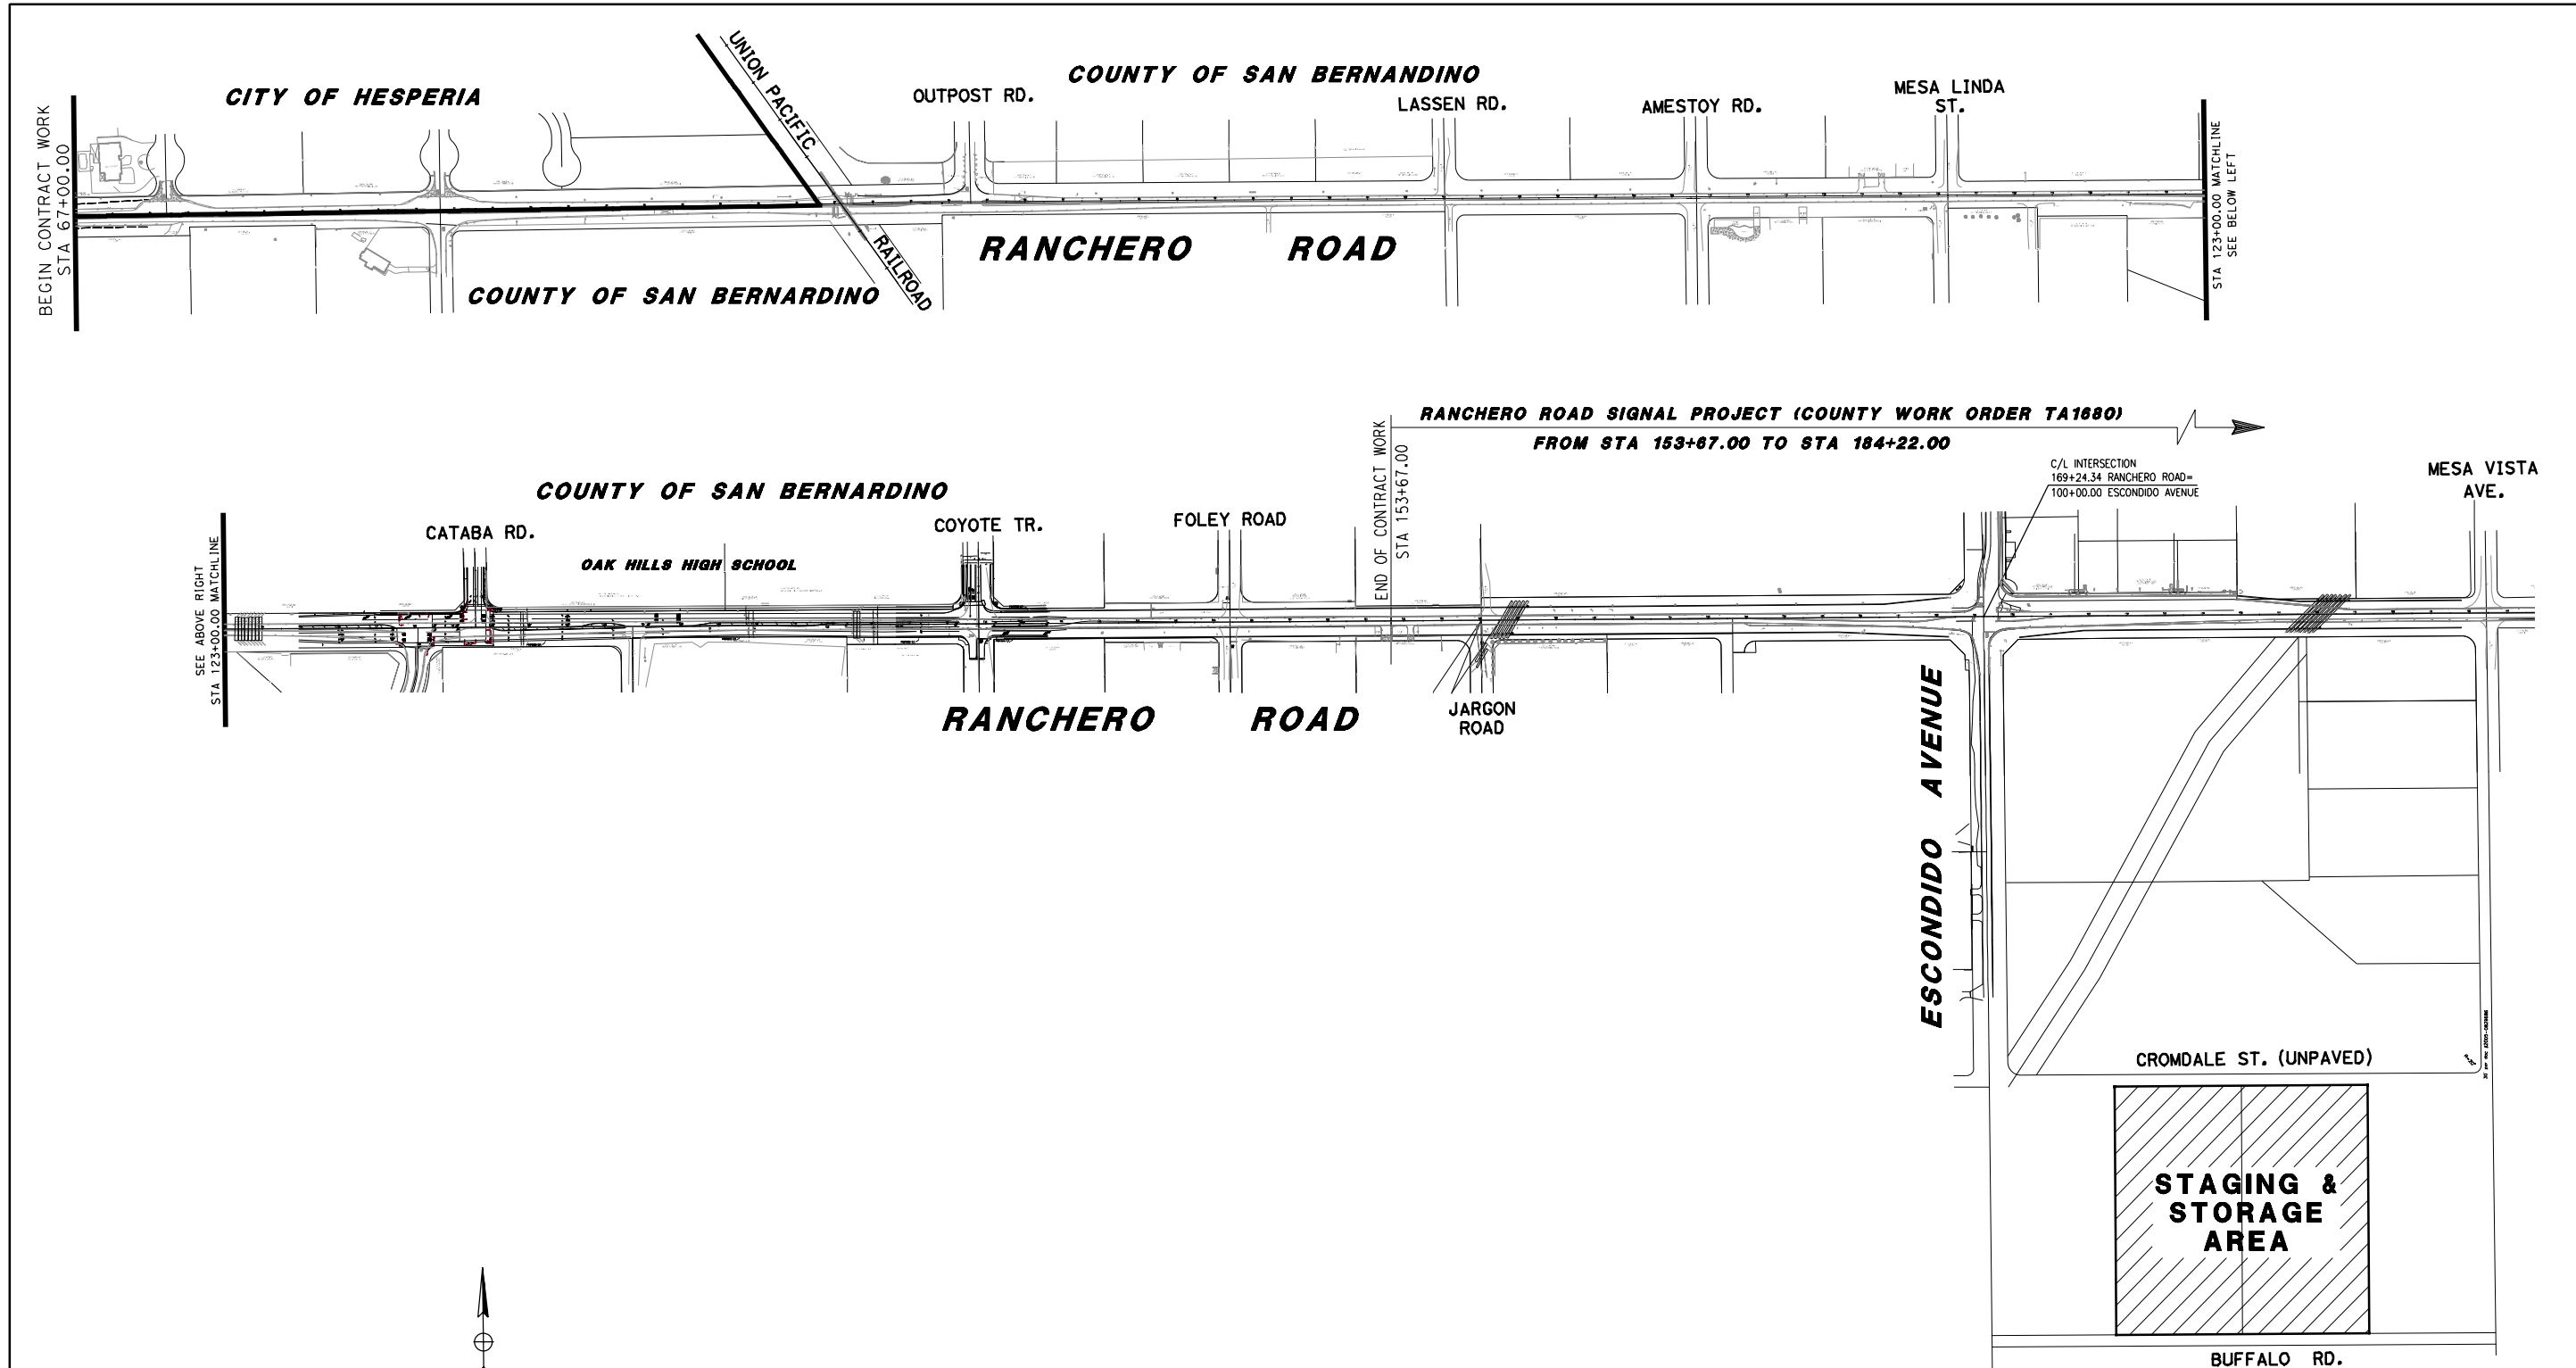 BEGIN CONTRACT WORK
STA 67+00.00
CITY OF HESPERIA
UNION PACIFIC
RAILROAD
COUNTY OF SAN BERNANDINO
OUTPOST RD.
LASSEN RD.
AMESTOY RD.
MESA LINDA
ST.
STA 123+00.00 MATCHLINE
SEE BELOW LEFT
RANCHERO ROAD
COUNTY OF SAN BERNARDINO
RANCHERO ROAD SIGNAL PROJECT (COUNTY WORK ORDER TA1680)
FROM STA 153+67.00 TO STA 184+22.00
END OF CONTRACT WORK
STA 153+67.00
C/L INTERSECTION
169+24.34 RANCHERO ROAD=
100+00.00 ESCONDIDO AVENUE
MESA VISTA
AVE.
COUNTY OF SAN BERNARDINO
SEE ABOVE RIGHT
STA 123+00.00 MATCHLINE
CATABA RD.
OAK HILLS HIGH SCHOOL
COYOTE TR.
FOLEY ROAD
RANCHERO ROAD
JARGON
ROAD
ESCONDIDO AVENUE
CROMDALE ST. (UNPAVED)
STAGING &
STORAGE
AREA
BUFFALO RD.